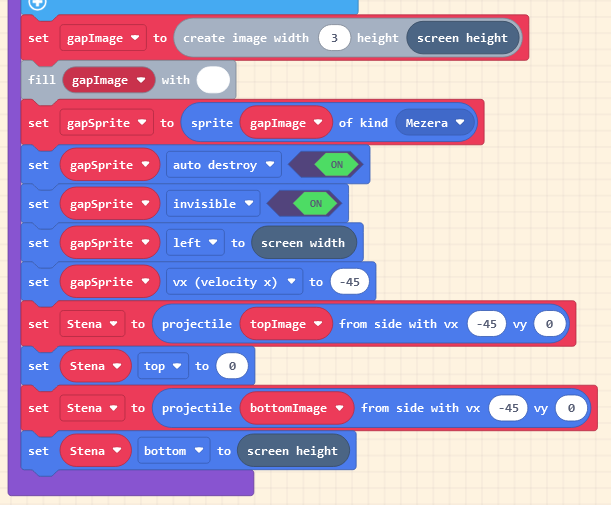 set gapImage to create image width 3 height screen height
fill gapImage with
set gapSprite to sprite gapImage of kind Mezera
set gapSprite auto destroy ON
set gapSprite invisible ON
set gapSprite left to screen width
set gapSprite vx (velocity x) to -45
set Stena to projectile topImage from side with vx -45 vy 0
set Stena top to 0
set Stena to projectile bottomImage from side with vx -45 vy 0
set Stena bottom to screen height